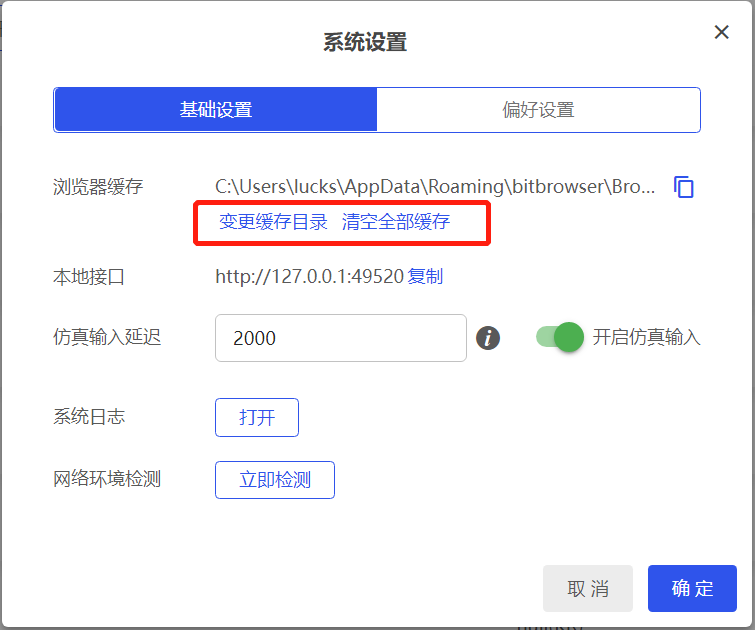 系统设置
基础设置 偏好设置
浏览器缓存 C:\Users\lucks\AppData\Roaming\bitbrowser\Bro...
变更缓存目录 清空全部缓存
本地接口 http://127.0.0.1:49520 复制
仿真输入延迟 2000 开启仿真输入
系统日志 打开
网络环境检测 立即检测
取 消 确 定